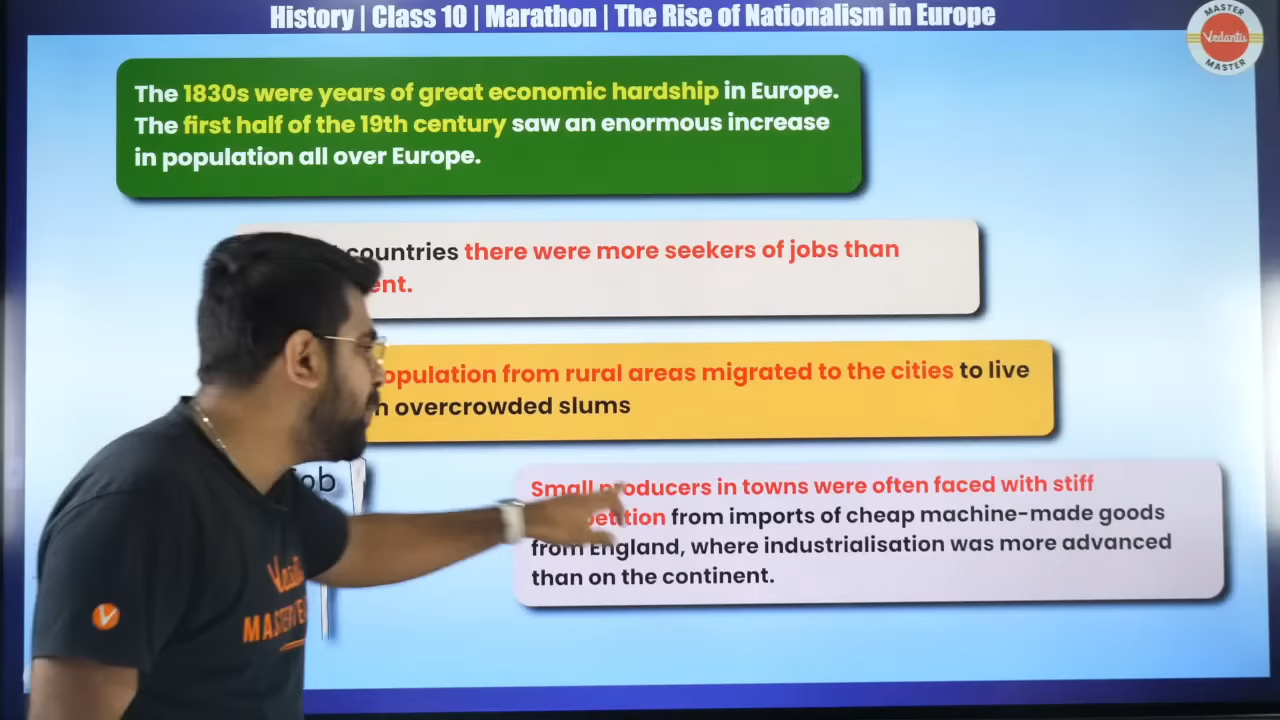 History | Class 10 | Marathon | The Rise of Nationalism in Europe
MASTER
Vedantu
MASTER
The 1830s were years of great economic hardship in Europe.
The first half of the 19th century saw an enormous increase
in population all over Europe.
countries there were more seekers of jobs than
ent.
opulation from rural areas migrated to the cities to live
overcrowded slums
Small producers in towns were often faced with stiff
from imports of cheap machine-made goods
from England, where industrialisation was more advanced
than on the continent.